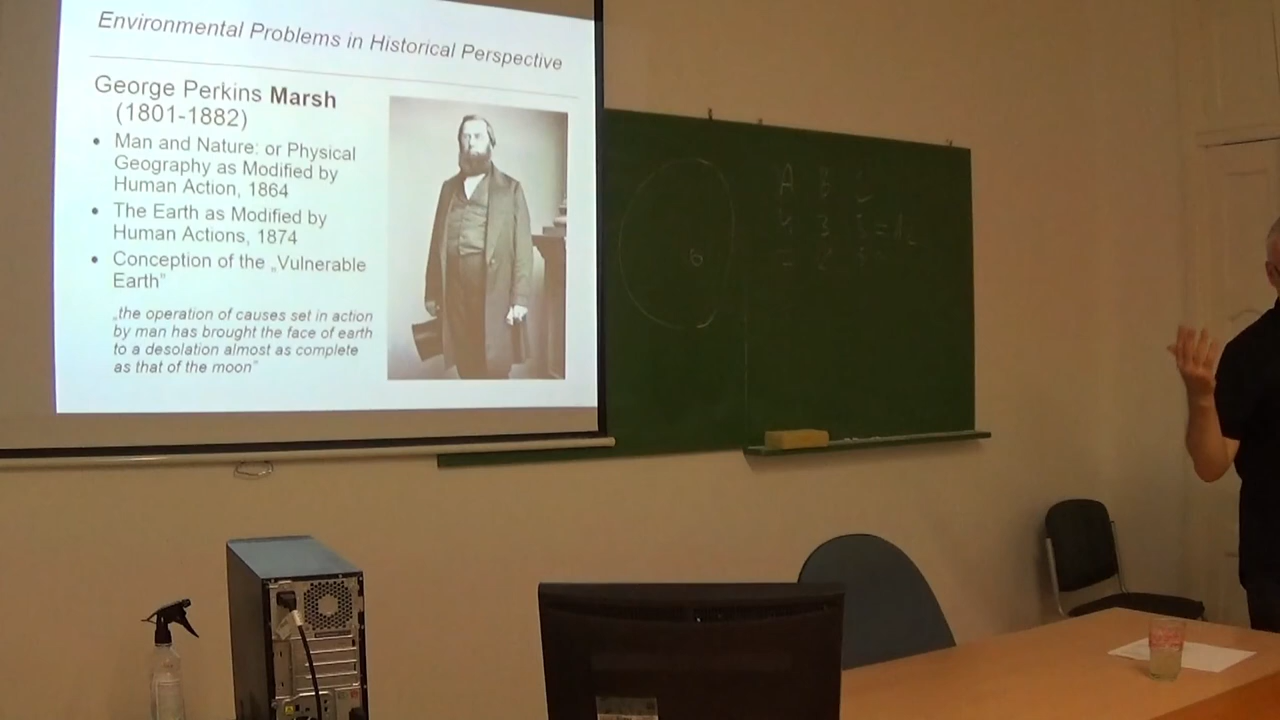 Environmental Problems in Historical Perspective
George Perkins Marsh
(1801-1882)
• Man and Nature: or Physical
Geography as Modified by
Human Action, 1864
• The Earth as Modified by
Human Actions, 1874
• Conception of the „Vulnerable
Earth”
„the operation of causes set in action
by man has brought the face of earth
to a desolation almost as complete
as that of the moon”
A B
6